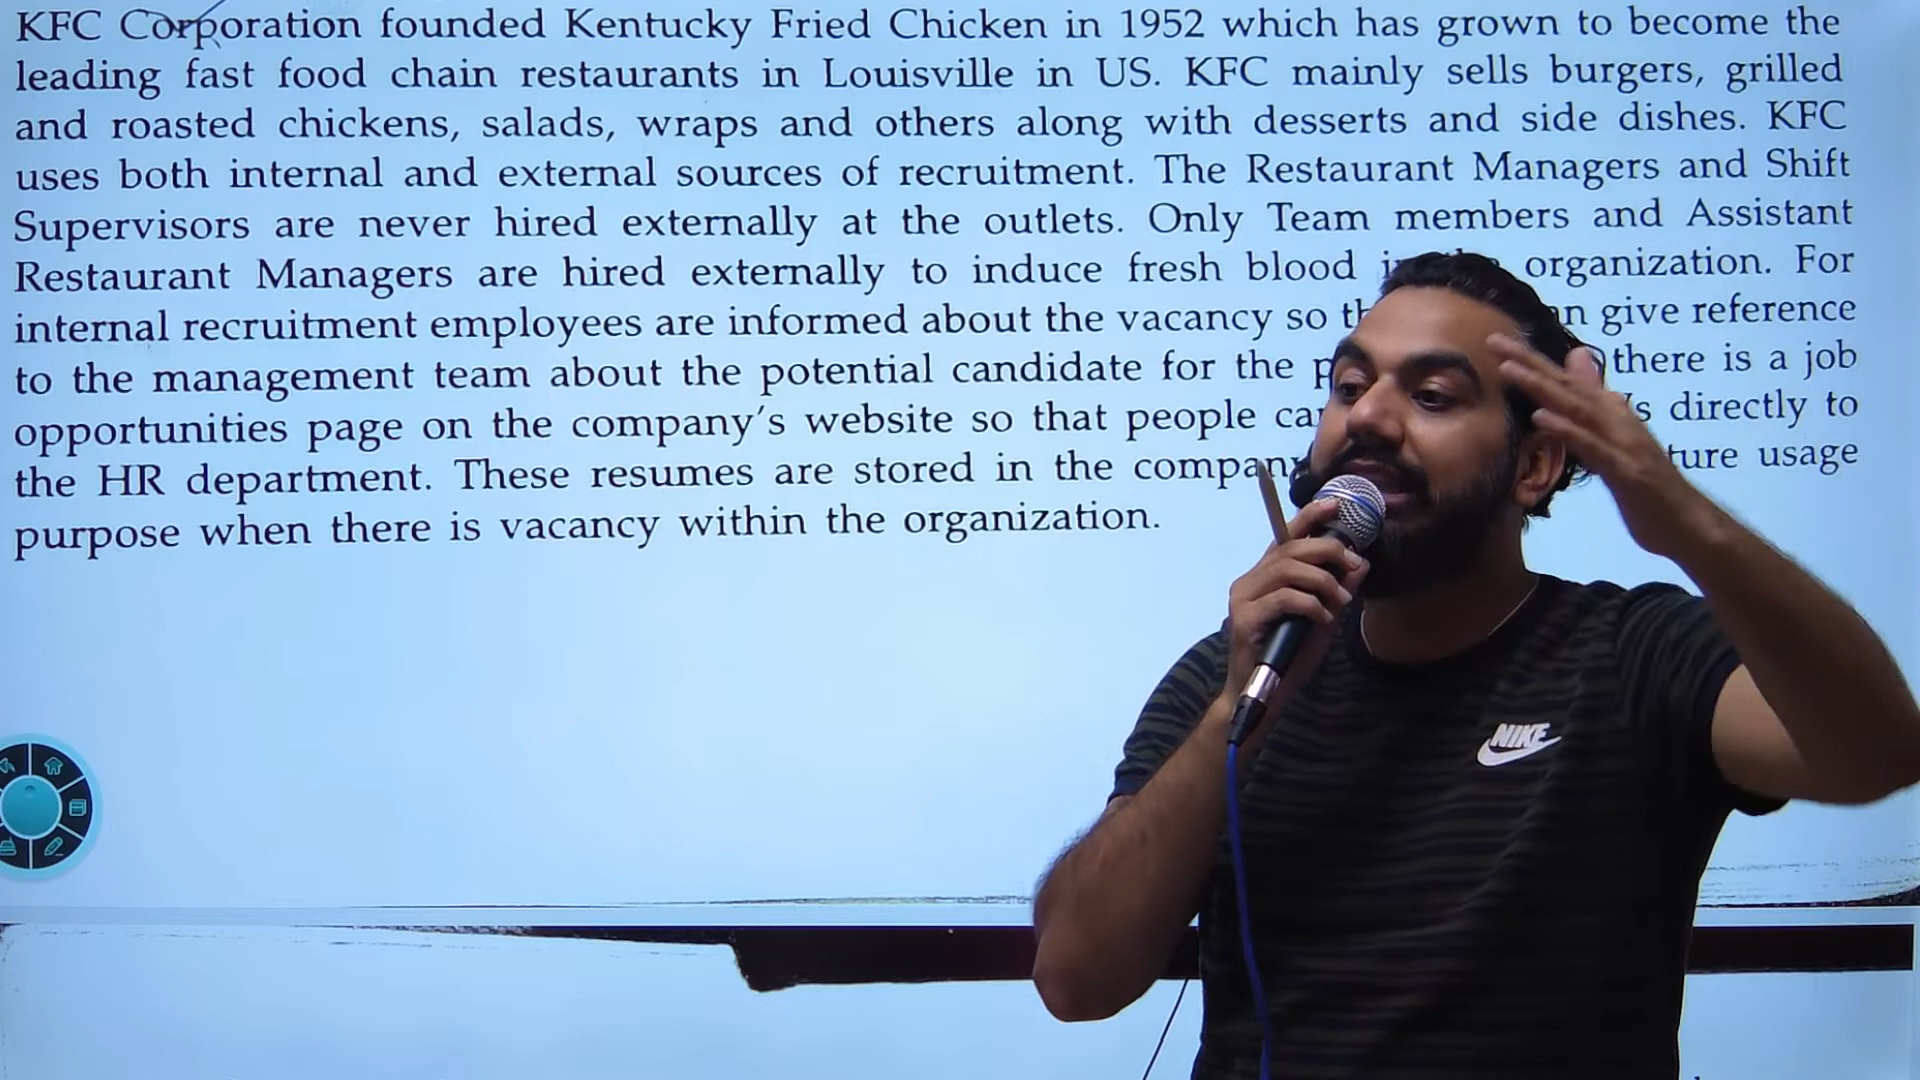 KFC Corporation founded Kentucky Fried Chicken in 1952 which has grown to become the
leading fast food chain restaurants in Louisville in US. KFC mainly sells burgers, grilled
and roasted chickens, salads, wraps and others along with desserts and side dishes. KFC
uses both internal and external sources of recruitment. The Restaurant Managers and Shift
Supervisors are never hired externally at the outlets. Only Team members and Assistant
Restaurant Managers are hired externally to induce fresh blood organization. For
internal recruitment employees are informed about the vacancy so give reference
to the management team about the potential candidate for the there is a job
opportunities page on the company's website so that people directly to
the HR department. These resumes are stored in the company usage
purpose when there is vacancy within the organization.
NIKE